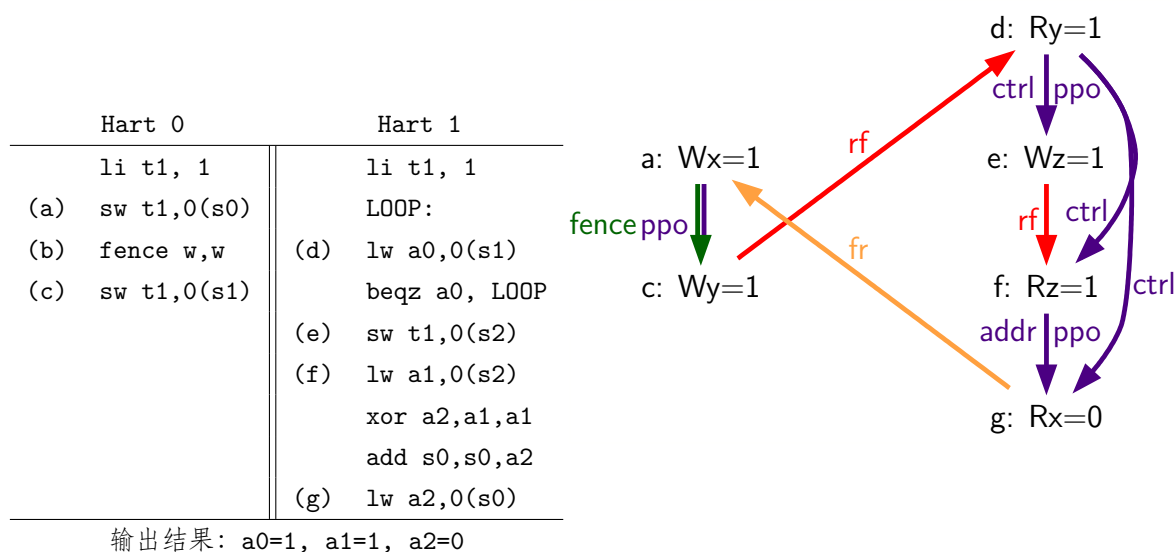 Hart 0 Hart 1
li t1, 1 li t1, 1
(a) sw t1,0(s0) LOOP:
(b) fence w,w (d) lw a0,0(s1)
(c) sw t1,0(s1) beqz a0, LOOP
(e) sw t1,0(s2)
(f) lw a1,0(s2)
xor a2,a1,a1
add s0,s0,a2
(g) lw a2,0(s0)
输出结果: a0=1, a1=1, a2=0
d: Ry=1
ctrl ppo
rf
a: Wx=1 e: Wz=1
fence ppo fr rf ctrl
c: Wy=1 f: Rz=1 ctrl
addr ppo
g: Rx=0